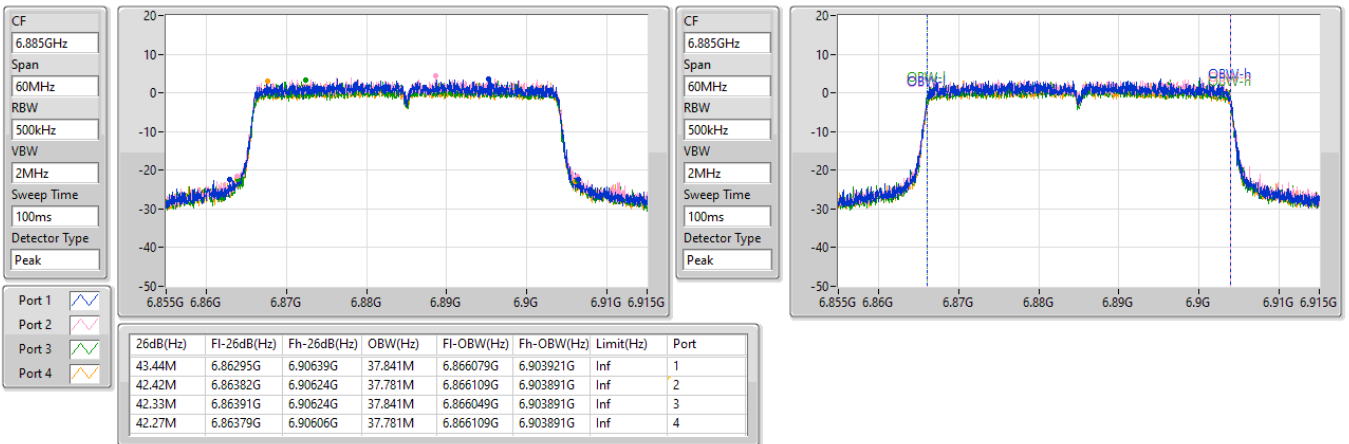 CF
6.885GHz
Span
60MHz
RBW
500kHz
VBW
2MHz
Sweep Time
100ms
Detector Type
Peak
20
10
0
-10
-20
-30
-40
-50
6.855G 6.86G 6.87G 6.88G 6.89G 6.9G 6.91G 6.915G
CF
6.885GHz
Span
60MHz
RBW
500kHz
VBW
2MHz
Sweep Time
100ms
Detector Type
Peak
20
10
0
-10
-20
-30
-40
-50
OBW-l
OBW-h
6.855G 6.86G 6.87G 6.88G 6.89G 6.9G 6.91G 6.915G
Port 1
Port 2
Port 3
Port 4
26dB(Hz) Fl-26dB(Hz) Fh-26dB(Hz) OBW(Hz) Fl-OBW(Hz) Fh-OBW(Hz) Limit(Hz) Port
43.44M 6.86295G 6.90639G 37.841M 6.866079G 6.903921G Inf 1
42.42M 6.86382G 6.90624G 37.781M 6.866109G 6.903891G Inf 2
42.33M 6.86391G 6.90624G 37.841M 6.866049G 6.903891G Inf 3
42.27M 6.86379G 6.90606G 37.781M 6.866109G 6.903891G Inf 4